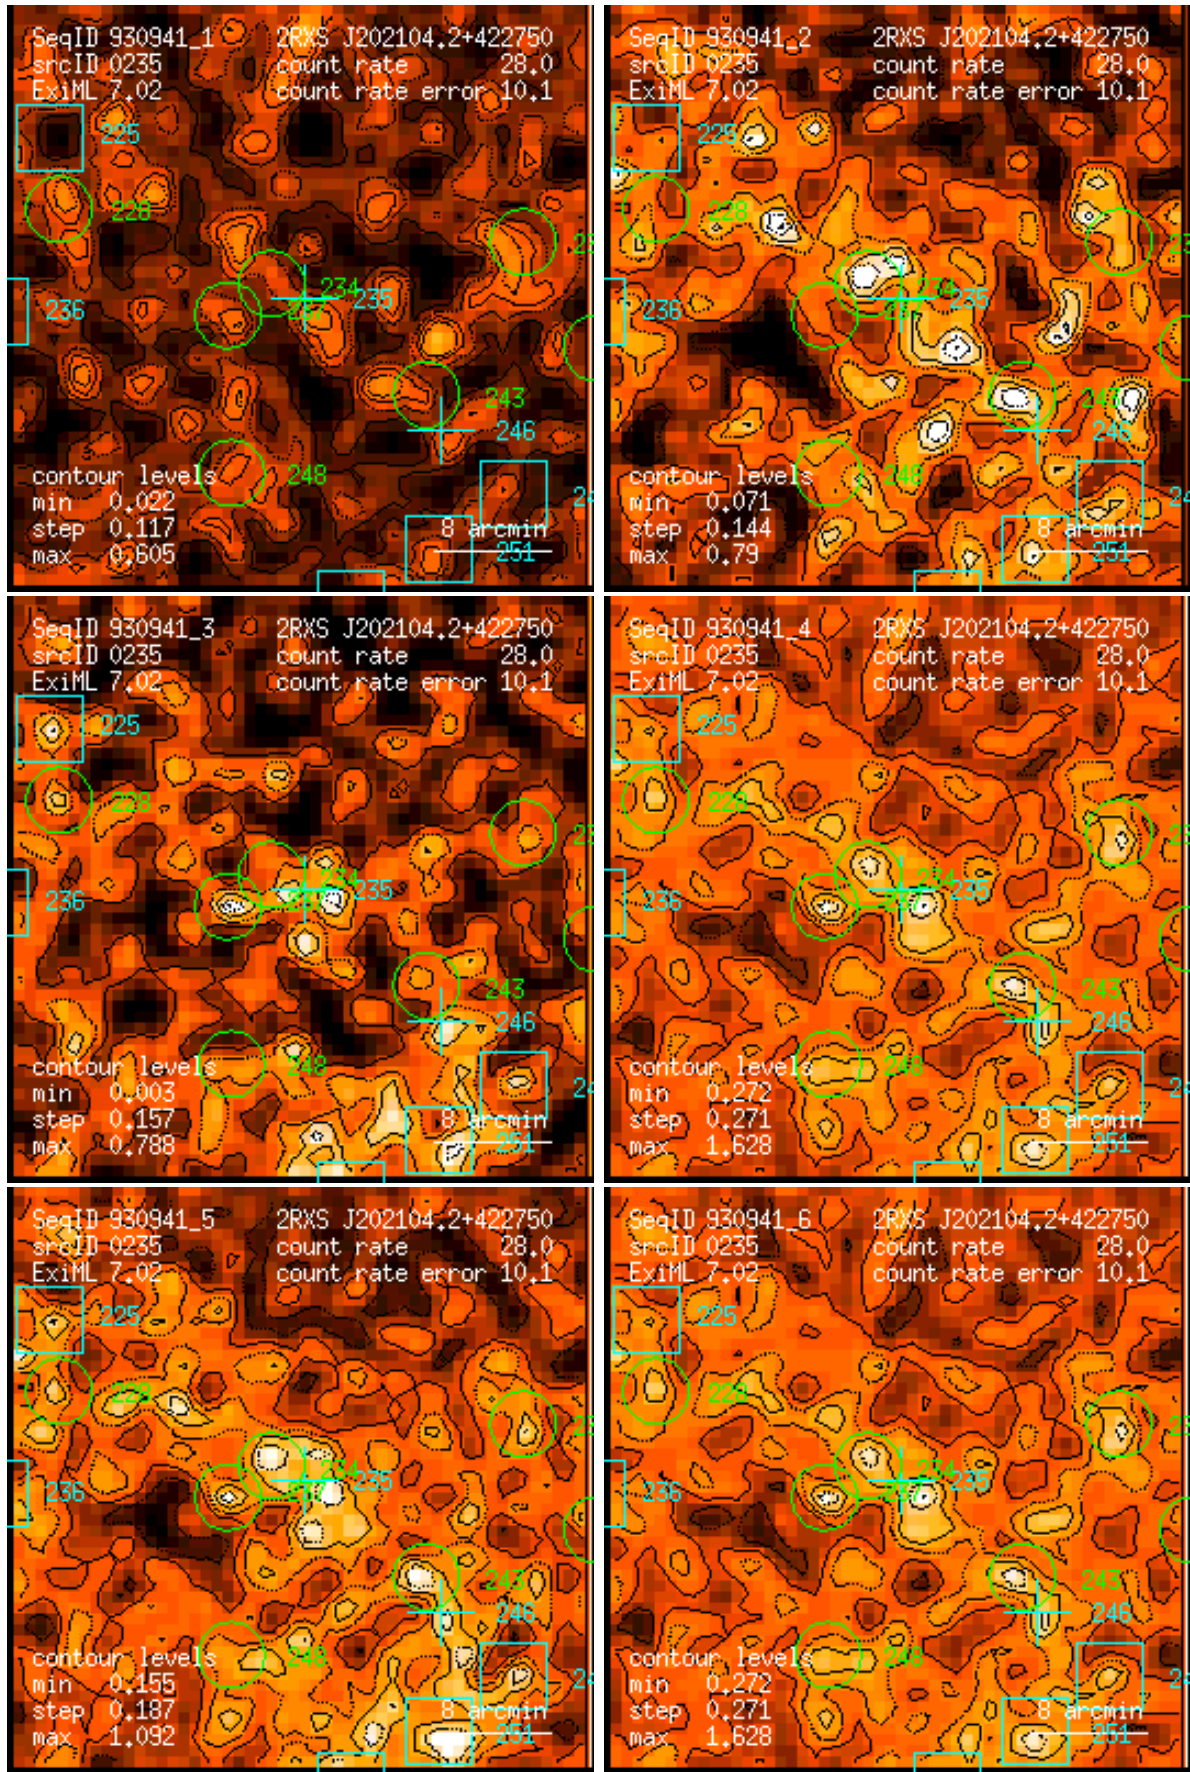 SeqID 930941_1 2RXS J202104.2+422750
srcID 0235 count rate 28.0
ExiML 7.02 count rate error 10.1
225
228
234
235
236
237
243
246
248
contour levels
min 0.022
step 0.117 8 arcmin
max 0.605 251
SeqID 930941_2 2RXS J202104.2+422750
srcID 0235 count rate 28.0
ExiML 7.02 count rate error 10.1
225
228
234
235
236
237
243
246
248
contour levels
min 0.071
step 0.144 8 arcmin
max 0.79 251
SeqID 930941_3 2RXS J202104.2+422750
srcID 0235 count rate 28.0
ExiML 7.02 count rate error 10.1
225
228
234
235
236
237
243
246
248
contour levels
min 0.003
step 0.157 8 arcmin
max 0.788 251
SeqID 930941_4 2RXS J202104.2+422750
srcID 0235 count rate 28.0
ExiML 7.02 count rate error 10.1
225
228
234
235
236
237
243
246
248
contour levels
min 0.272
step 0.271 8 arcmin
max 1.628 251
SeqID 930941_5 2RXS J202104.2+422750
srcID 0235 count rate 28.0
ExiML 7.02 count rate error 10.1
225
228
234
235
236
237
243
246
248
contour levels
min 0.155
step 0.187 8 arcmin
max 1.092 251
SeqID 930941_6 2RXS J202104.2+422750
srcID 0235 count rate 28.0
ExiML 7.02 count rate error 10.1
225
228
234
235
236
237
243
246
248
contour levels
min 0.272
step 0.271 8 arcmin
max 1.628 251